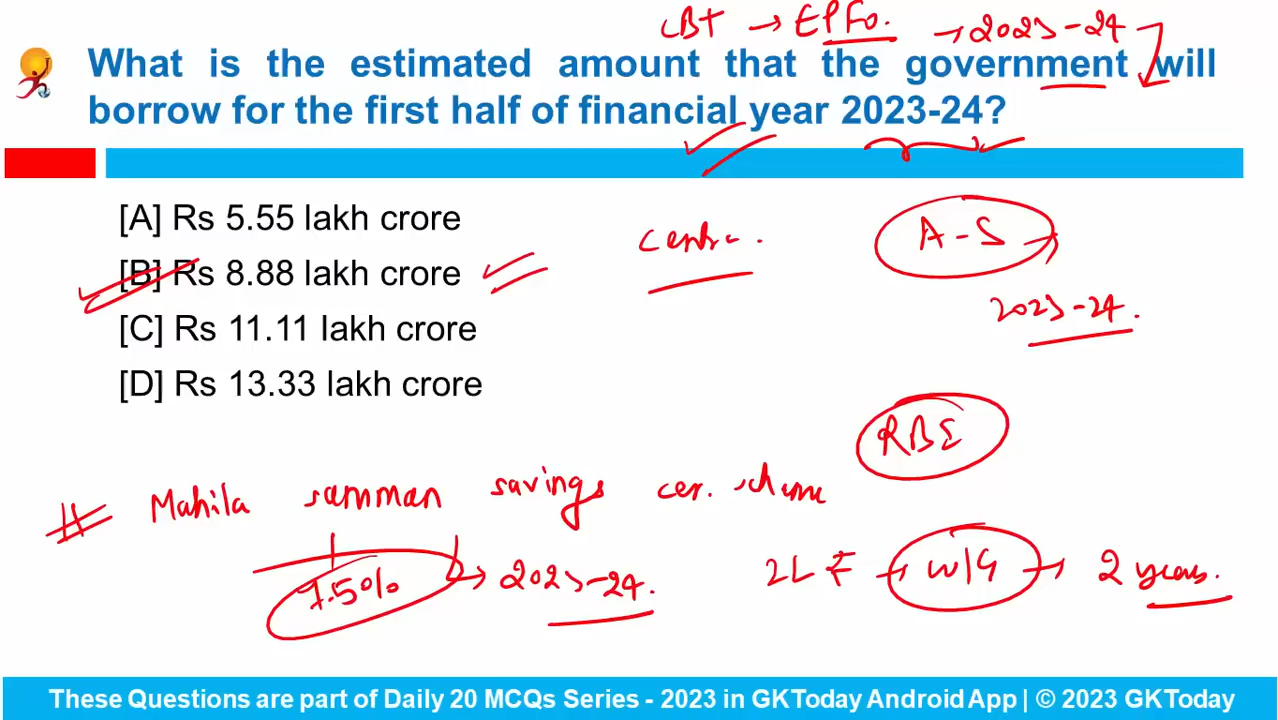 CBT → EPFO. → 2023-24
What is the estimated amount that the government will
borrow for the first half of financial year 2023-24?
[A] Rs 5.55 lakh crore
[B] Rs 8.88 lakh crore
[C] Rs 11.11 lakh crore
[D] Rs 13.33 lakh crore
A-S
2023-24.
RBI
# Mahila samman savings cer. scheme
7.5% → 2023-24.
2L ₹ → W/G → 2 years.
These Questions are part of Daily 20 MCQs Series - 2023 in GKToday Android App | © 2023 GKToday